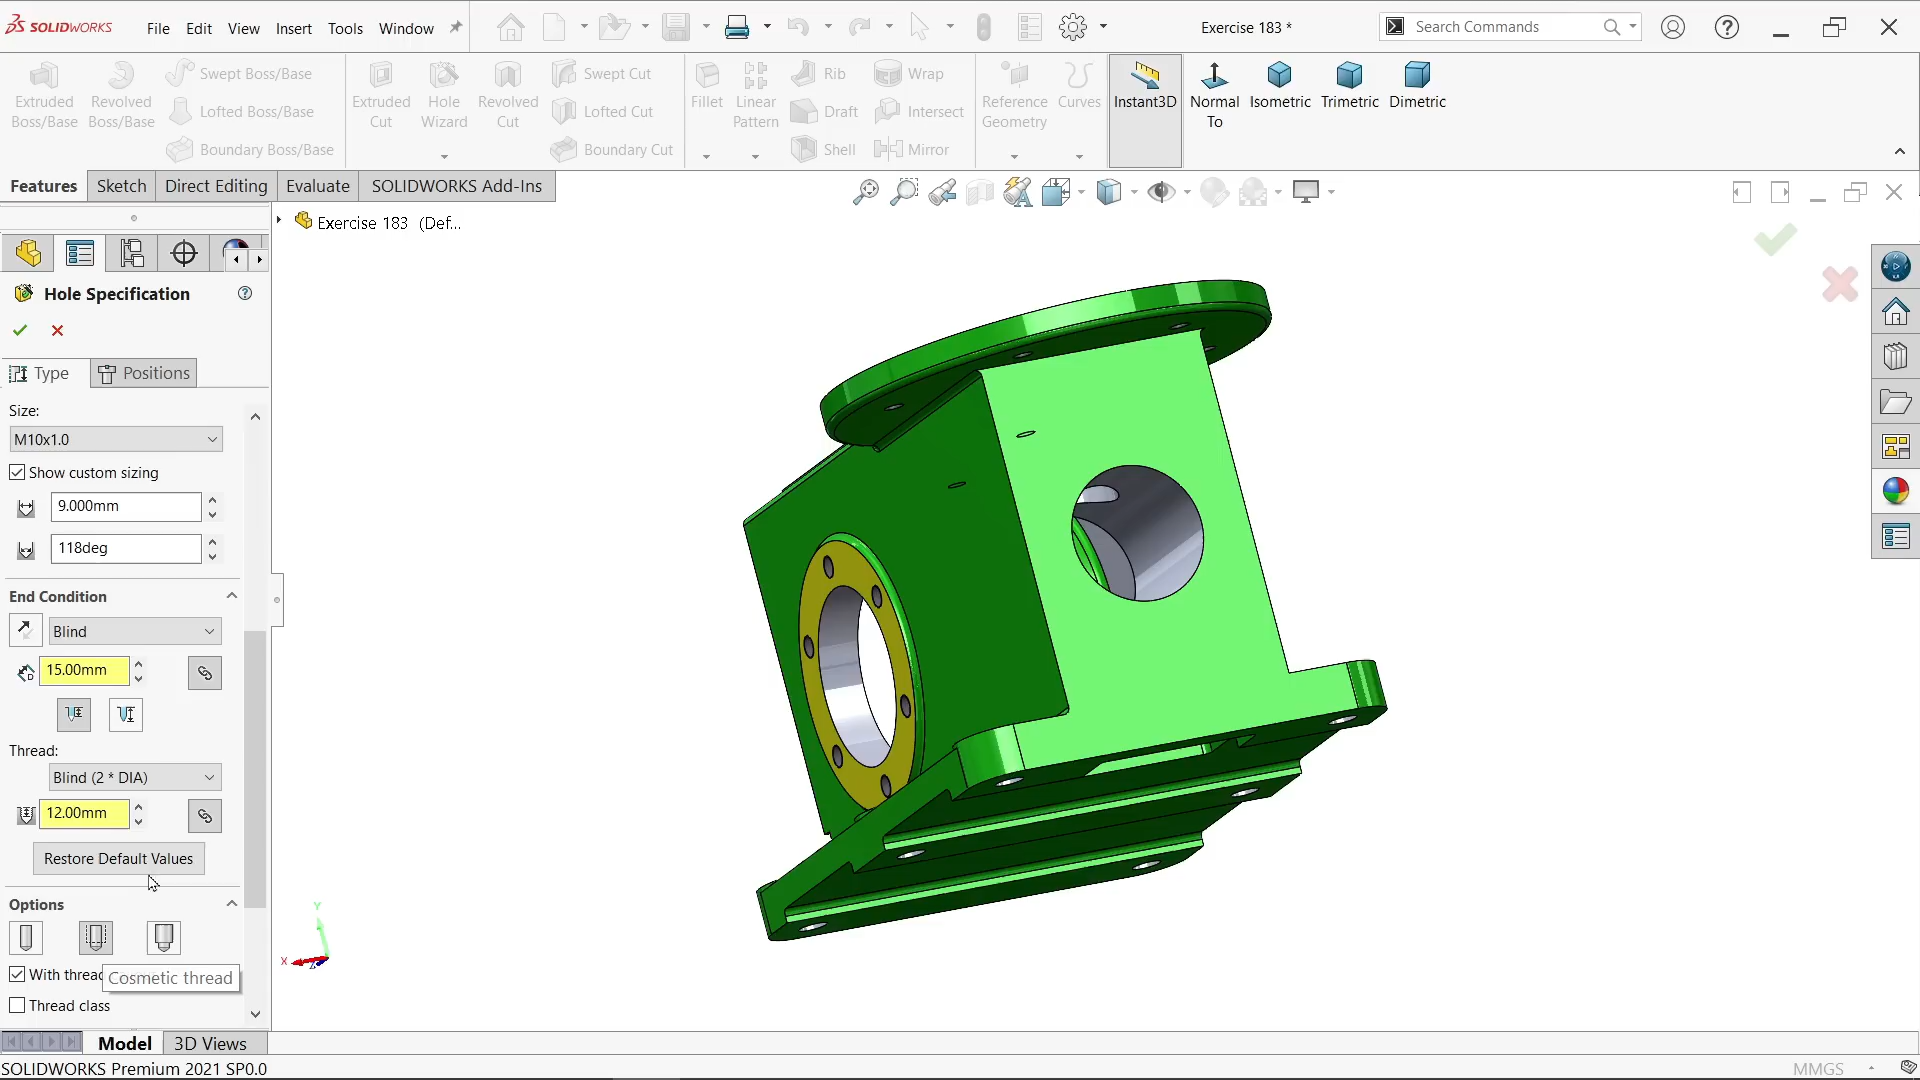 SOLIDWORKS
File Edit View Insert Tools Window
Exercise 183 *
Search Commands
Extruded Boss/Base
Revolved Boss/Base
Swept Boss/Base
Lofted Boss/Base
Boundary Boss/Base
Extruded Cut
Hole Wizard
Revolved Cut
Swept Cut
Lofted Cut
Boundary Cut
Fillet
Linear Pattern
Rib
Draft
Shell
Wrap
Intersect
Mirror
Reference Geometry
Curves
Instant3D
Normal To
Isometric
Trimetric
Dimetric
Features Sketch Direct Editing Evaluate SOLIDWORKS Add-Ins
Exercise 183 (Def...
Hole Specification
Type
Positions
Size:
M10x1.0
Show custom sizing
9.000mm
118deg
End Condition
Blind
15.00mm
Thread:
Blind (2 * DIA)
12.00mm
Restore Default Values
Options
With thread
Cosmetic thread
Thread class
Y
X
Z
Model 3D Views
SOLIDWORKS Premium 2021 SP0.0
MMGS